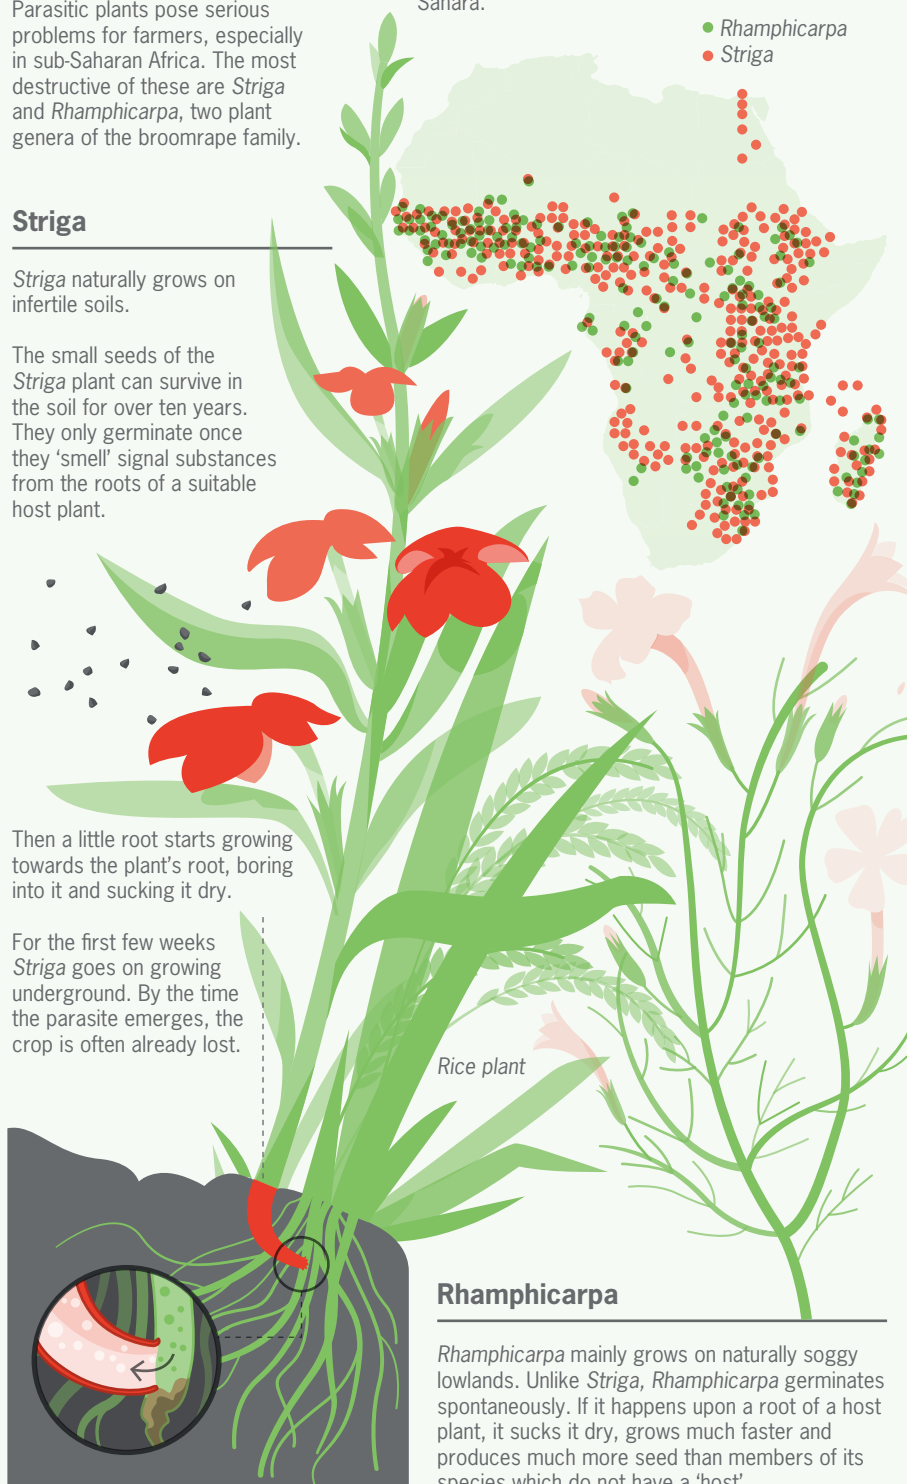 Parasitic plants pose serious
problems for farmers, especially
in sub-Saharan Africa. The most
destructive of these are Striga
and Rhamphicarpa, two plant
genera of the broomrape family.
Sahara.
Rhamphicarpa
Striga
Striga
Striga naturally grows on
infertile soils.
The small seeds of the
Striga plant can survive in
the soil for over ten years.
They only germinate once
they ‘smell’ signal substances
from the roots of a suitable
host plant.
Then a little root starts growing
towards the plant’s root, boring
into it and sucking it dry.
For the first few weeks
Striga goes on growing
underground. By the time
the parasite emerges, the
crop is often already lost.
Rice plant
Rhamphicarpa
Rhamphicarpa mainly grows on naturally soggy
lowlands. Unlike Striga, Rhamphicarpa germinates
spontaneously. If it happens upon a root of a host
plant, it sucks it dry, grows much faster and
produces much more seed than members of its
species which do not have a ‘host’.